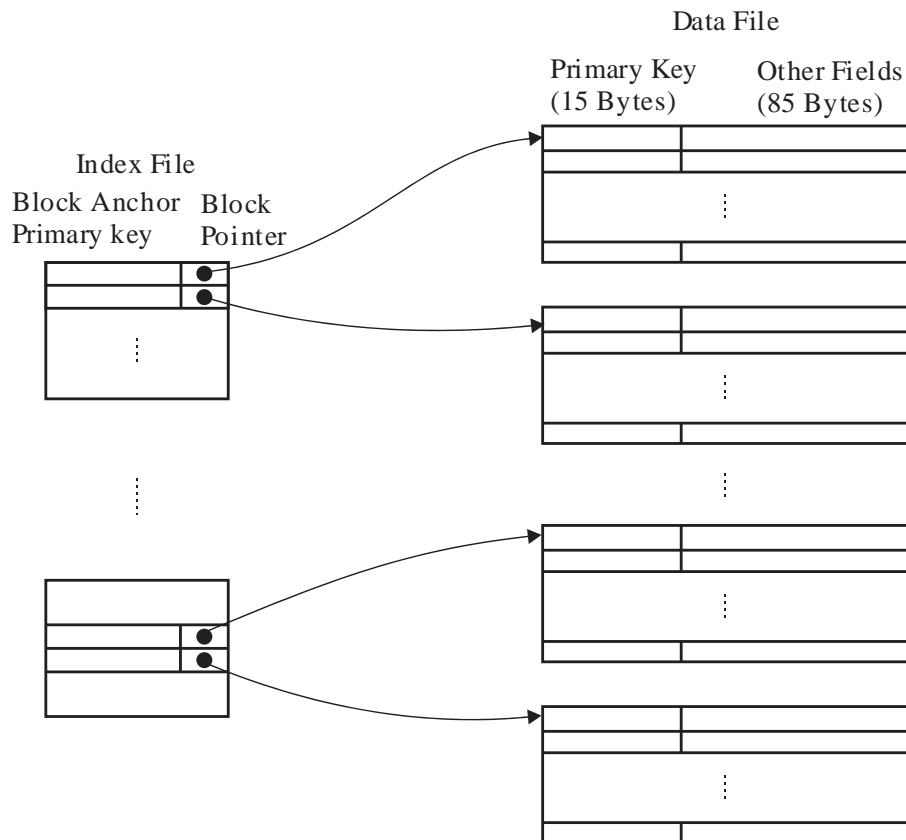 Data File
Primary Key Other Fields
(15 Bytes) (85 Bytes)
Index File
Block Anchor Block
Primary key Pointer